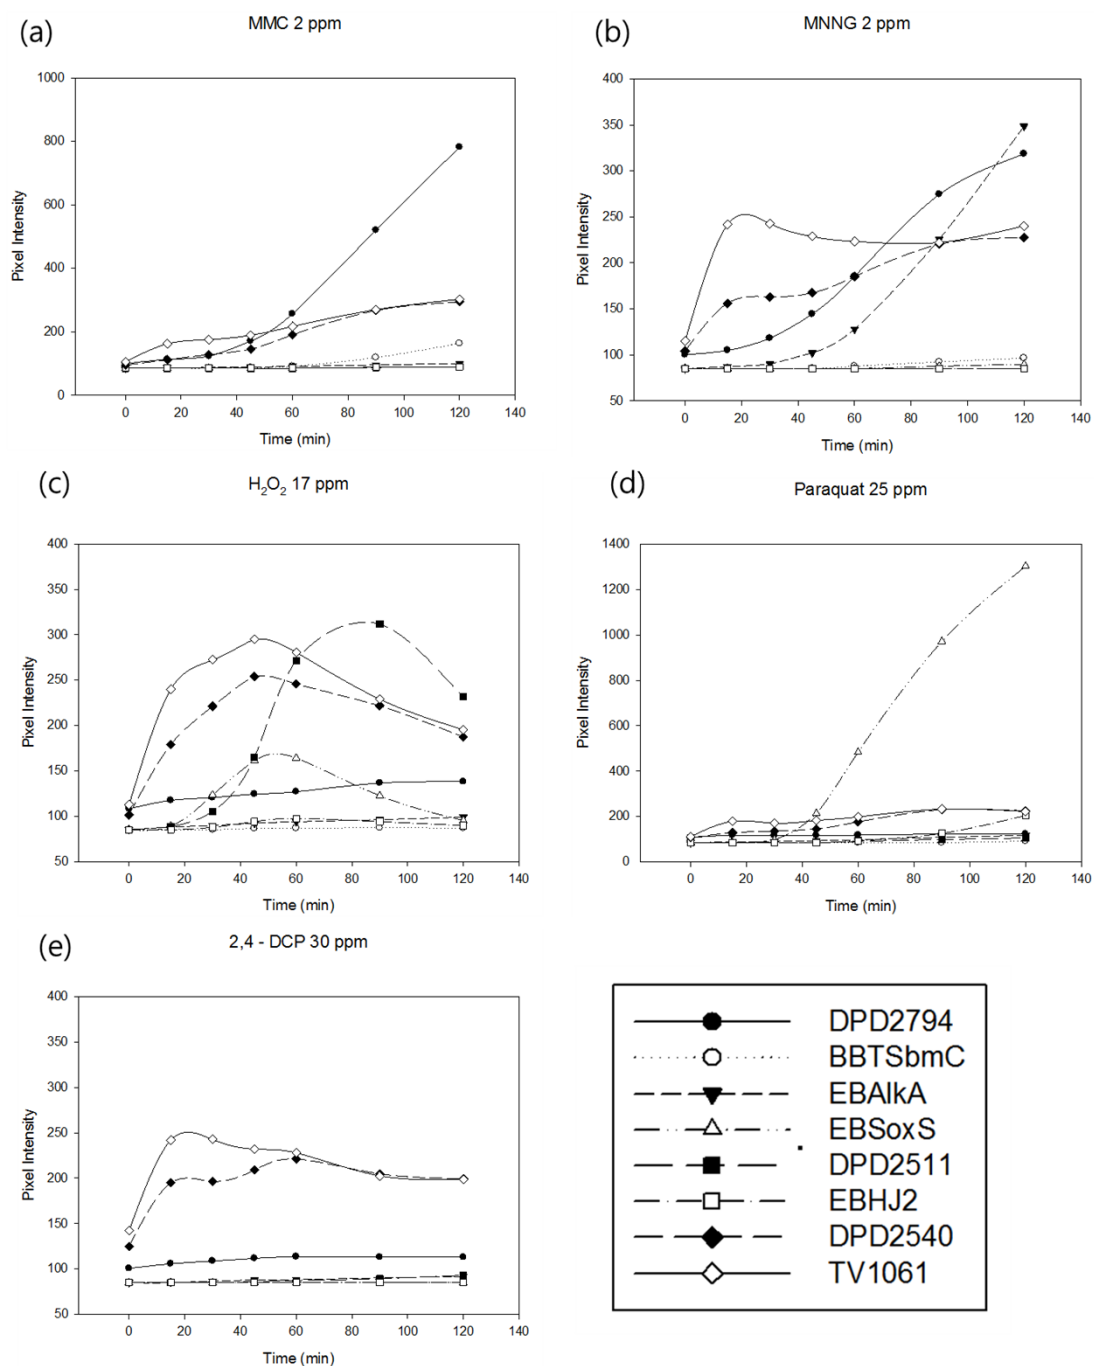 (a)
MMC 2 ppm
1000
800
600
400
200
0
Pixel Intensity
0 20 40 60 80 100 120 140
Time (min)
(b)
MNNG 2 ppm
400
350
300
250
200
150
100
50
Pixel Intensity
0 20 40 60 80 100 120 140
Time (min)
(c)
H₂O₂ 17 ppm
400
350
300
250
200
150
100
50
Pixel Intensity
0 20 40 60 80 100 120 140
Time (min)
(d)
Paraquat 25 ppm
1400
1200
1000
800
600
400
200
0
Pixel Intensity
0 20 40 60 80 100 120 140
Time (min)
(e)
2,4 - DCP 30 ppm
400
350
300
250
200
150
100
50
Pixel Intensity
0 20 40 60 80 100 120 140
Time (min)
DPD2794
BBTSbmC
EBAlkA
EBSoxS
DPD2511
EBHJ2
DPD2540
TV1061